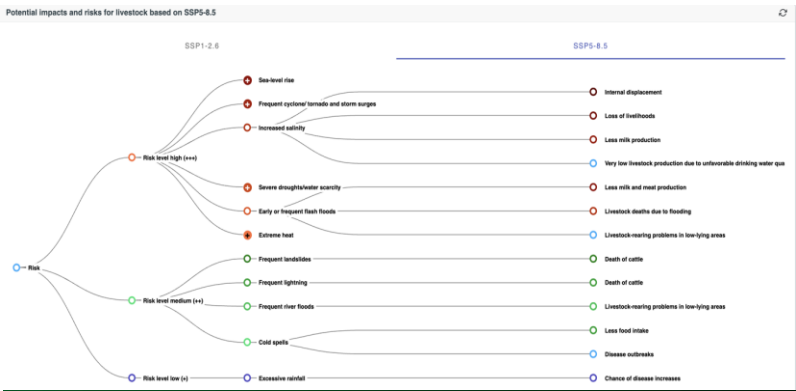 Potential impacts and risks for livestock based on SSP5-8.5
SSP1-2.6
SSP5-8.5
Sea-level rise
Internal displacement
Frequent cyclone/ tornado and storm surges
Loss of livelihoods
Increased salinity
Less milk production
Risk level high (+++)
Very low livestock production due to unfavorable drinking water qua
Severe droughts/water scarcity
Less milk and meat production
Early or frequent flash floods
Livestock deaths due to flooding
Extreme heat
Livestock-rearing problems in low-lying areas
Frequent landslides
Death of cattle
Risk
Frequent lightning
Death of cattle
Risk level medium (++)
Frequent river floods
Livestock-rearing problems in low-lying areas
Less food intake
Cold spells
Disease outbreaks
Risk level low (+)
Excessive rainfall
Chance of disease increases